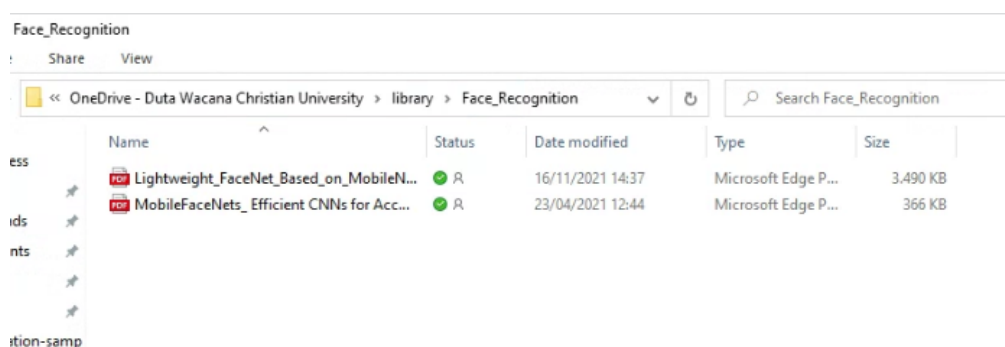 Face_Recognition
Share View
« OneDrive - Duta Wacana Christian University > library > Face_Recognition Search Face_Recognition
Name Status Date modified Type Size
ess
Lightweight_FaceNet_Based_on_MobileN... 16/11/2021 14:37 Microsoft Edge P... 3.490 KB
MobileFaceNets_ Efficient CNNs for Acc... 23/04/2021 12:44 Microsoft Edge P... 366 KB
ds
nts
ation-samp